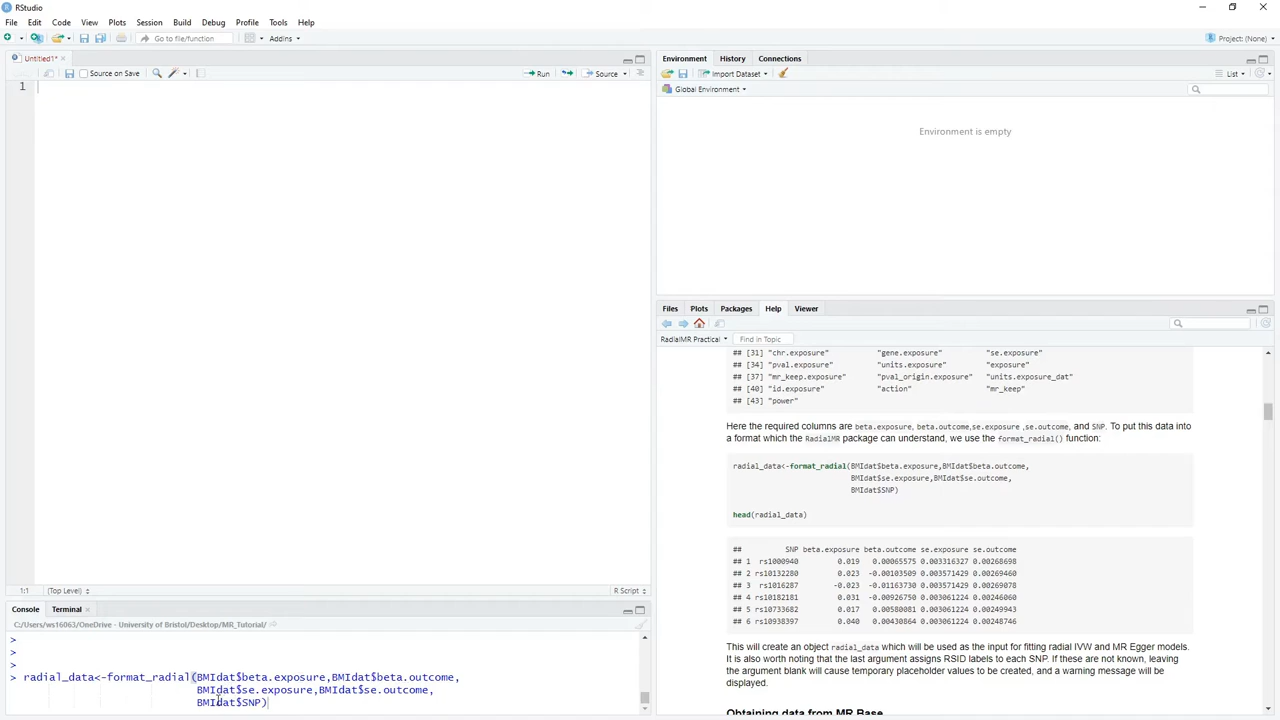 RStudio
File Edit Code View Plots Session Build Debug Profile Tools Help
Go to file/function Addins Project: (None)
Untitled1*
Source on Save Run Source
1
1:1 (Top Level) R Script
Console Terminal
C:/Users/ws16063/OneDrive - University of Bristol/Desktop/MR_Tutorial/
>
>
>
> radial_data<-format_radial(BMIdat$beta.exposure,BMIdat$beta.outcome,
BMIdat$se.exposure,BMIdat$se.outcome,
BMIdat$SNP)
Environment History Connections
Import Dataset List
Global Environment
Environment is empty
Files Plots Packages Help Viewer
RadialMR Practical Find in Topic
## [31] "chr.exposure" "gene.exposure" "se.exposure"
## [34] "pval.exposure" "units.exposure" "exposure"
## [37] "mr_keep.exposure" "pval_origin.exposure" "units.exposure_dat"
## [40] "id.exposure" "action" "mr_keep"
## [43] "power"
Here the required columns are beta.exposure, beta.outcome,se.exposure ,se.outcome, and SNP. To put this data into
a format which the RadialMR package can understand, we use the format_radial() function:
radial_data<-format_radial(BMIdat$beta.exposure,BMIdat$beta.outcome,
BMIdat$se.exposure,BMIdat$se.outcome,
BMIdat$SNP)
head(radial_data)
## SNP beta.exposure beta.outcome se.exposure se.outcome
## 1 rs1000940 0.019 0.00065575 0.003316327 0.00268698
## 2 rs10132280 0.023 -0.00103509 0.003571429 0.00269460
## 3 rs1016287 -0.023 -0.01163730 0.003571429 0.00269078
## 4 rs10182181 0.031 -0.00926750 0.003061224 0.00246060
## 5 rs10733682 0.017 0.00580081 0.003061224 0.00249943
## 6 rs10938397 0.040 0.00430864 0.003061224 0.00248746
This will create an object radial_data which will be used as the input for fitting radial IVW and MR Egger models.
It is also worth noting that the last argument assigns RSID labels to each SNP. If these are not known, leaving
the argument blank will cause temporary placeholder values to be created, and a warning message will be
displayed.
Obtaining data from MR Base